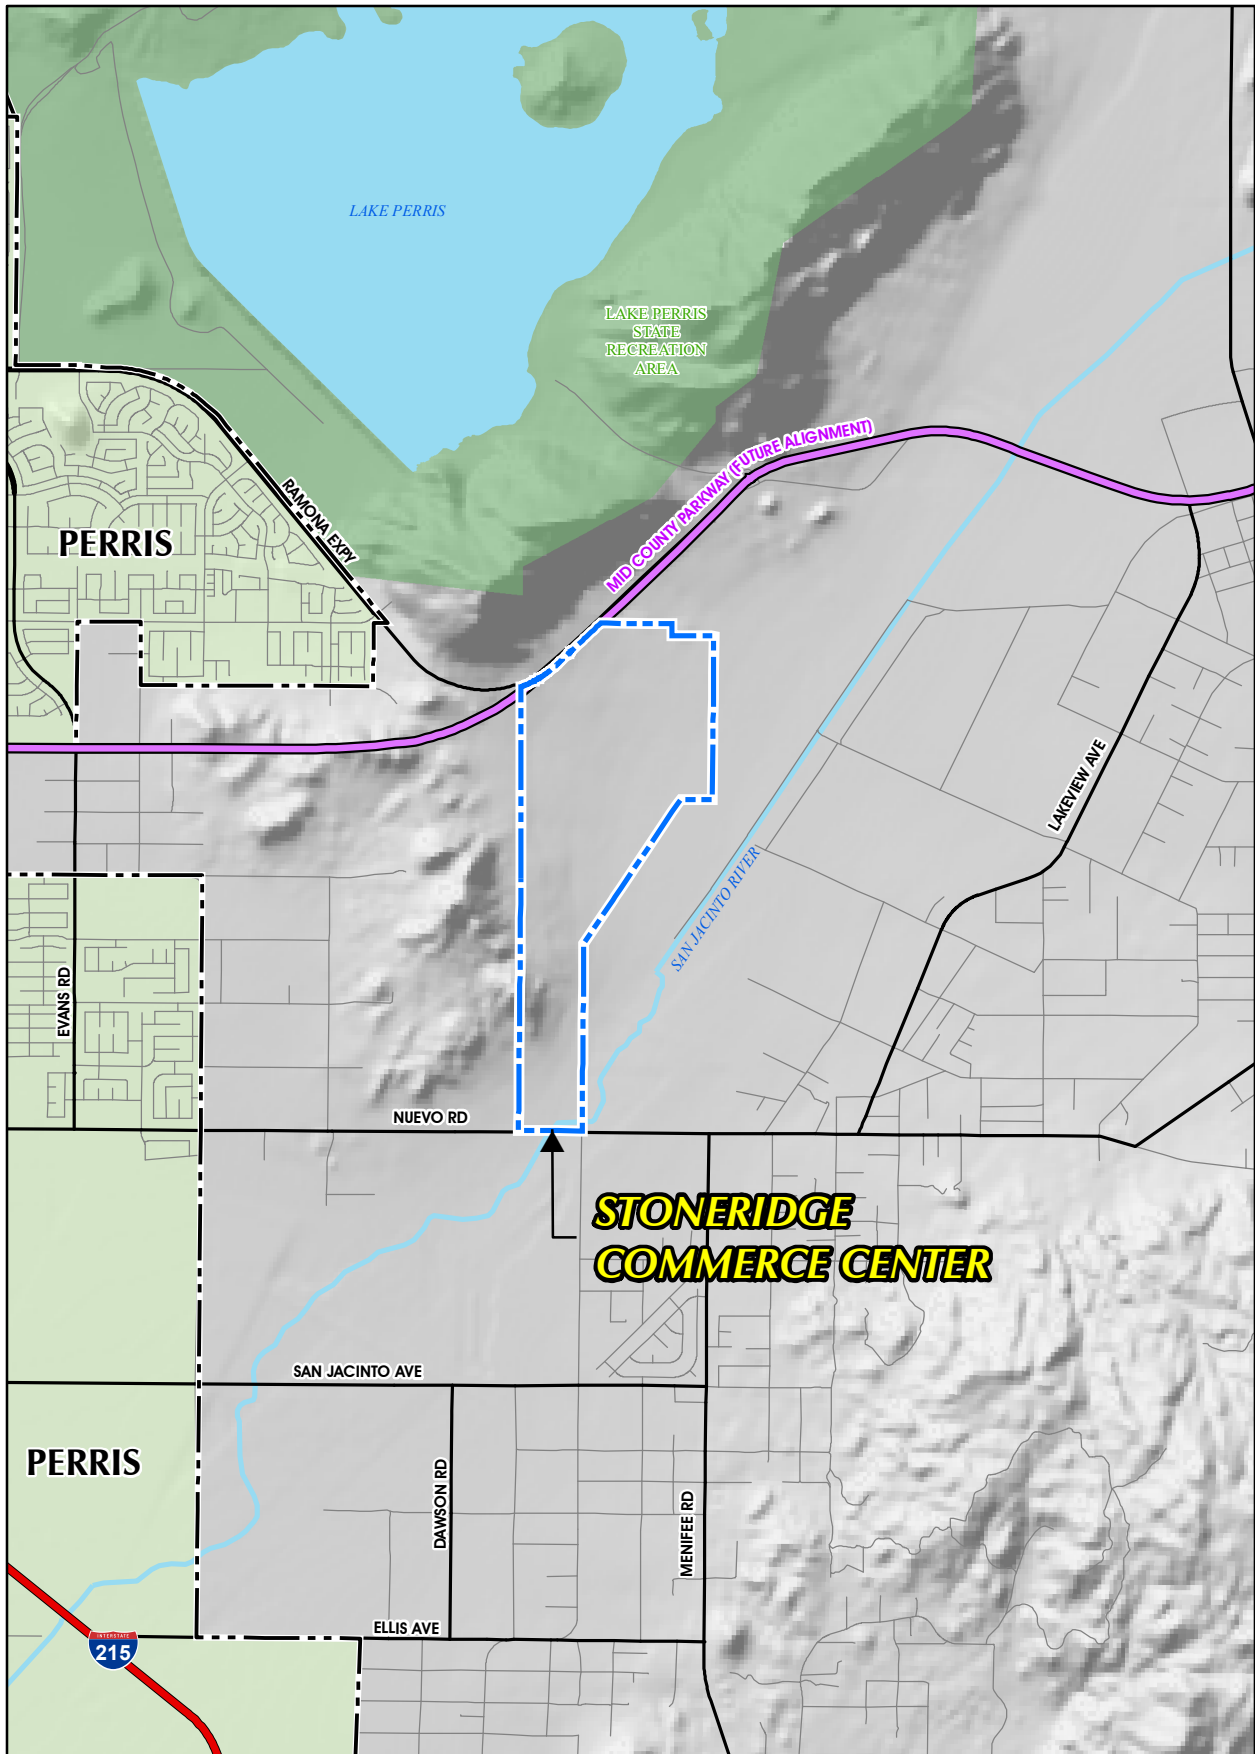 LAKE PERRIS
LAKE PERRIS
STATE
RECREATION
AREA
MID COUNTY PARKWAY (FUTURE ALIGNMENT)
RAMONA EXPY
PERRIS
LAKEVIEW AVE
SAN JACINTO RIVER
EVANS RD
NUEVO RD
STONERIDGE
COMMERCE CENTER
SAN JACINTO AVE
PERRIS
DAWSON RD
MENIFEE RD
ELLIS AVE
INTERSTATE
215